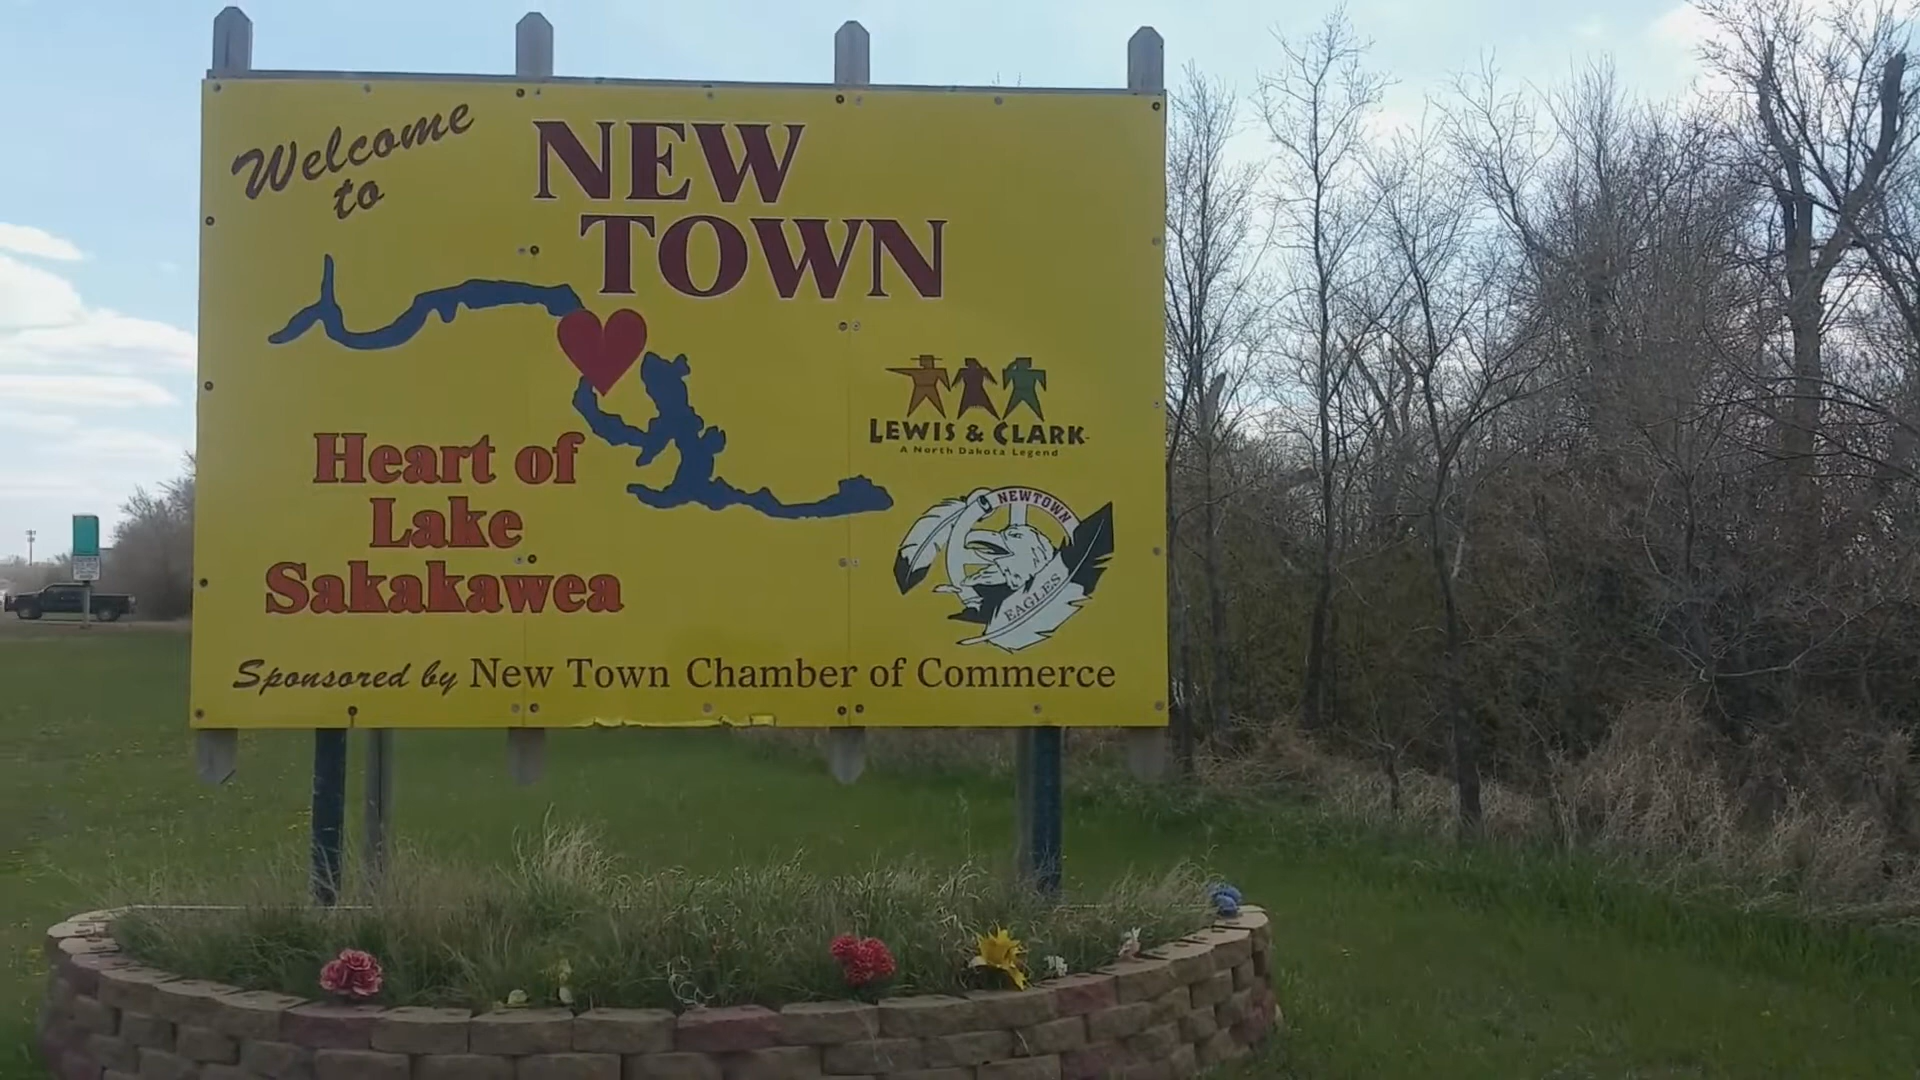 Welcome
to
NEW
TOWN
Heart of
Lake
Sakakawea
LEWIS & CLARK
A North Dakota Legend
NEWTOWN
EAGLES
Sponsored by New Town Chamber of Commerce